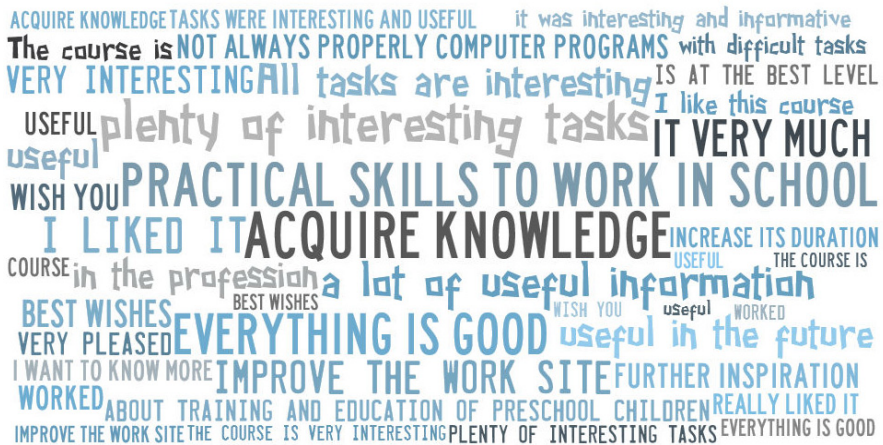 ACQUIRE KNOWLEDGE TASKS WERE INTERESTING AND USEFUL it was interesting and informative
The course is NOT ALWAYS PROPERLY COMPUTER PROGRAMS with difficult tasks
VERY INTERESTING All tasks are interesting IS AT THE BEST LEVEL
I like this course
USEFUL plenty of interesting tasks IT VERY MUCH
useful
WISH YOU PRACTICAL SKILLS TO WORK IN SCHOOL
I LIKED IT ACQUIRE KNOWLEDGE INCREASE ITS DURATION
USEFUL THE COURSE IS
COURSE in the profession a lot of useful information
BEST WISHES
BEST WISHES WISH YOU useful WORKED
VERY PLEASED EVERYTHING IS GOOD useful in the future
I WANT TO KNOW MORE IMPROVE THE WORK SITE FURTHER INSPIRATION
WORKED ABOUT TRAINING AND EDUCATION OF PRESCHOOL CHILDREN REALLY LIKED IT
IMPROVE THE WORK SITE THE COURSE IS VERY INTERESTING PLENTY OF INTERESTING TASKS EVERYTHING IS GOOD